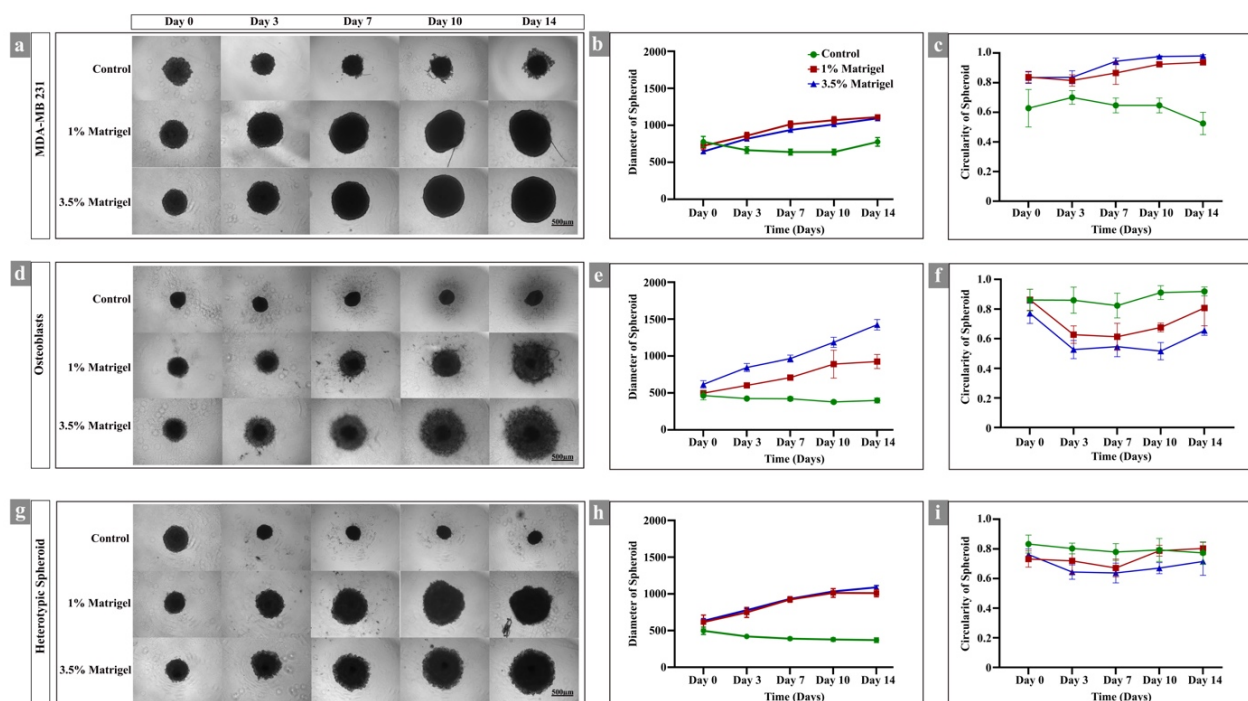 Day 0 Day 3 Day 7 Day 10 Day 14
a
MDA-MB 231
Control
1% Matrigel
3.5% Matrigel
500µm
b
Diameter of Spheroid
2000
1500
1000
500
0
Day 0 Day 3 Day 7 Day 10 Day 14
Time (Days)
Control
1% Matrigel
3.5% Matrigel
c
Circularity of Spheroid
1.0
0.8
0.6
0.4
0.2
0
Day 0 Day 3 Day 7 Day 10 Day 14
Time (Days)
d
Osteoblasts
Control
1% Matrigel
3.5% Matrigel
500µm
e
Diameter of Spheroid
2000
1500
1000
500
0
Day 0 Day 3 Day 7 Day 10 Day 14
Time (Days)
f
Circularity of Spheroid
1.0
0.8
0.6
0.4
0.2
0
Day 0 Day 3 Day 7 Day 10 Day 14
Time (Days)
g
Heterotypic Spheroid
Control
1% Matrigel
3.5% Matrigel
500µm
h
Diameter of Spheroid
2000
1500
1000
500
0
Day 0 Day 3 Day 7 Day 10 Day 14
Time (Days)
i
Circularity of Spheroid
1.0
0.8
0.6
0.4
0.2
0
Day 0 Day 3 Day 7 Day 10 Day 14
Time (Days)